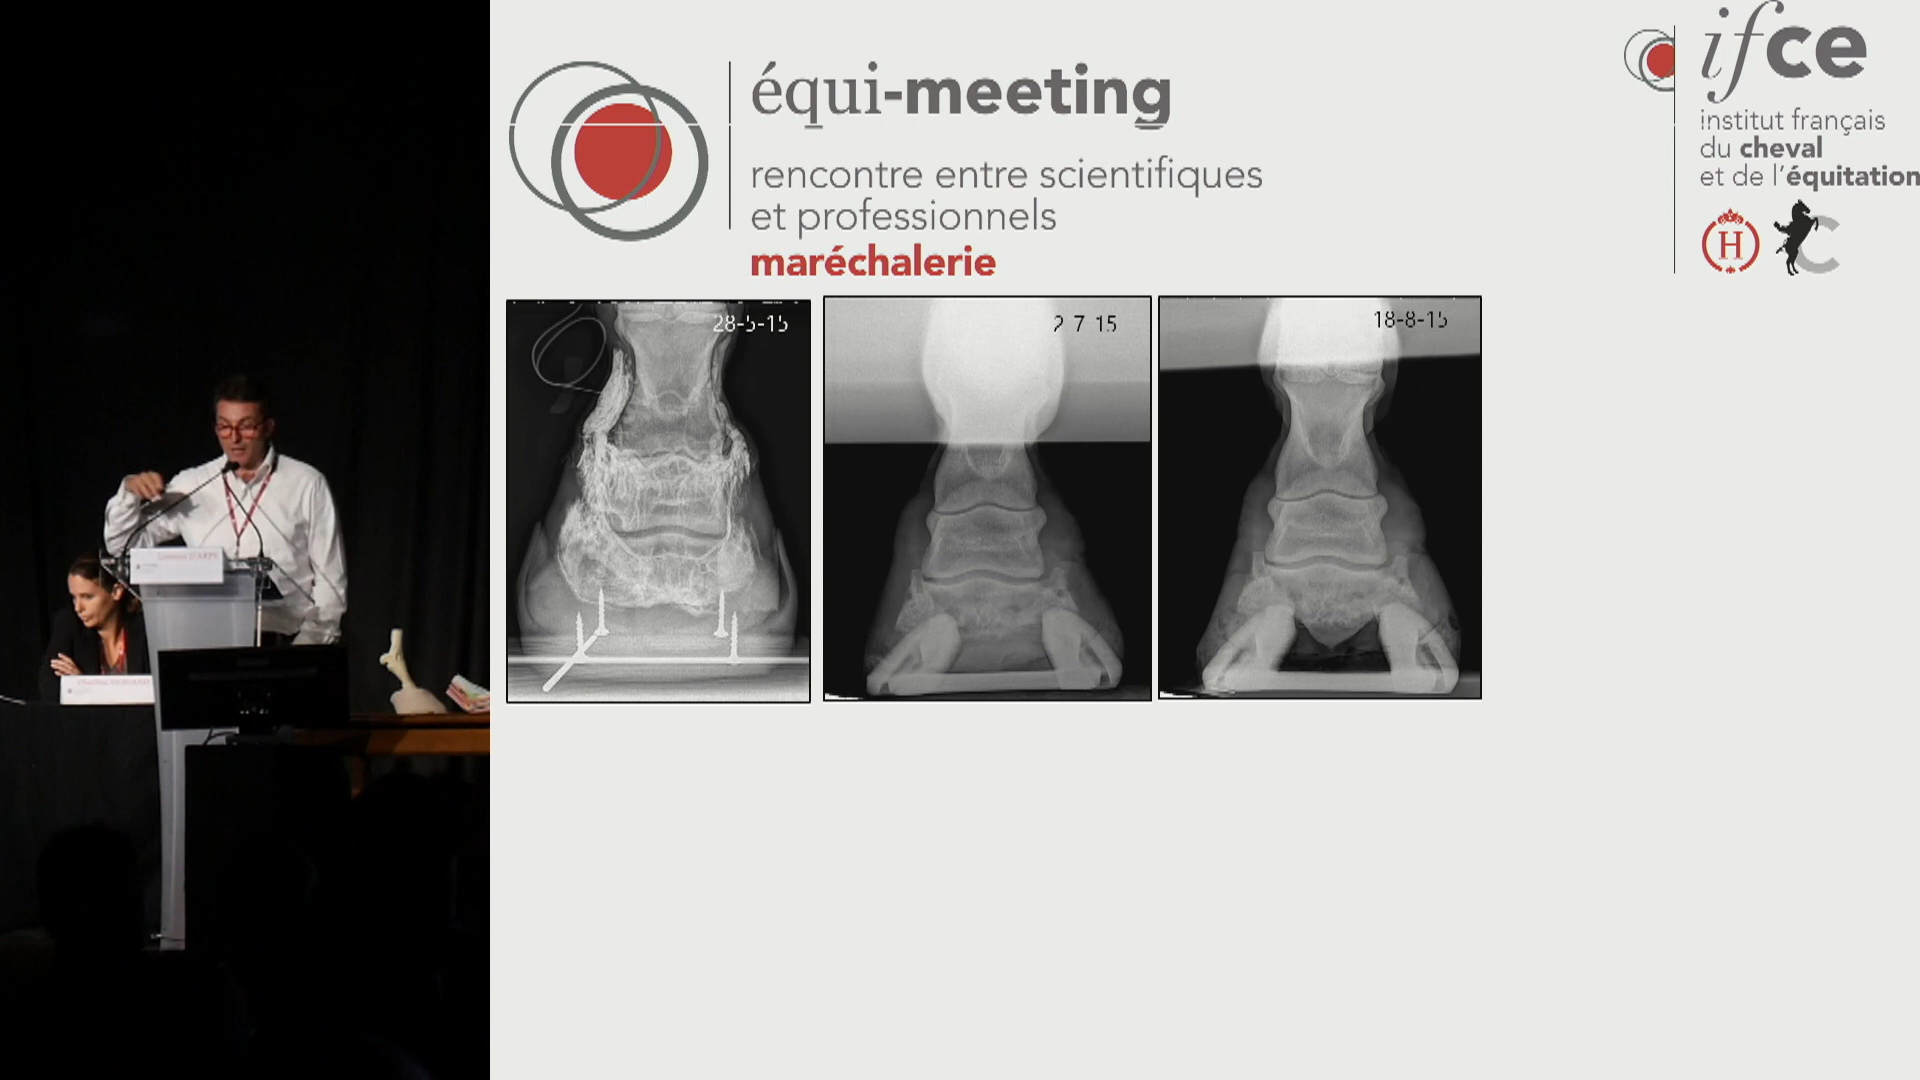 équi-meeting
rencontre entre scientifiques
et professionnels
maréchalerie
ifce
institut français
du cheval
et de l'équitation
H
28-5-15
2 7 15
18-8-15